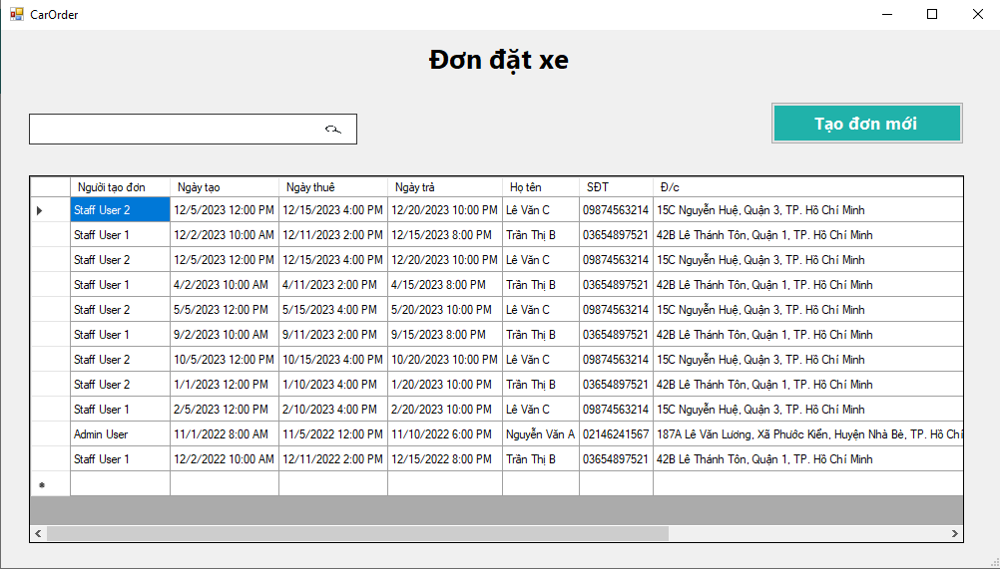 CarOrder
Đơn đặt xe
Tạo đơn mới
Người tạo đơn Ngày tạo Ngày thuê Ngày trả Họ tên SĐT Đ/c
Staff User 2 12/5/2023 12:00 PM 12/15/2023 4:00 PM 12/20/2023 10:00 PM Lê Văn C 09874563214 15C Nguyễn Huệ, Quận 3, TP. Hồ Chí Minh
Staff User 1 12/2/2023 10:00 AM 12/11/2023 2:00 PM 12/15/2023 8:00 PM Trần Thị B 03654897521 42B Lê Thánh Tôn, Quận 1, TP. Hồ Chí Minh
Staff User 2 12/5/2023 12:00 PM 12/15/2023 4:00 PM 12/20/2023 10:00 PM Lê Văn C 09874563214 15C Nguyễn Huệ, Quận 3, TP. Hồ Chí Minh
Staff User 1 4/2/2023 10:00 AM 4/11/2023 2:00 PM 4/15/2023 8:00 PM Trần Thị B 03654897521 42B Lê Thánh Tôn, Quận 1, TP. Hồ Chí Minh
Staff User 2 5/5/2023 12:00 PM 5/15/2023 4:00 PM 5/20/2023 10:00 PM Lê Văn C 09874563214 15C Nguyễn Huệ, Quận 3, TP. Hồ Chí Minh
Staff User 1 9/2/2023 10:00 AM 9/11/2023 2:00 PM 9/15/2023 8:00 PM Trần Thị B 03654897521 42B Lê Thánh Tôn, Quận 1, TP. Hồ Chí Minh
Staff User 2 10/5/2023 12:00 PM 10/15/2023 4:00 PM 10/20/2023 10:00 PM Lê Văn C 09874563214 15C Nguyễn Huệ, Quận 3, TP. Hồ Chí Minh
Staff User 2 1/1/2023 12:00 PM 1/10/2023 4:00 PM 1/20/2023 10:00 PM Trần Thị B 03654897521 42B Lê Thánh Tôn, Quận 1, TP. Hồ Chí Minh
Staff User 1 2/5/2023 12:00 PM 2/10/2023 4:00 PM 2/20/2023 10:00 PM Lê Văn C 09874563214 15C Nguyễn Huệ, Quận 3, TP. Hồ Chí Minh
Admin User 11/1/2022 8:00 AM 11/5/2022 12:00 PM 11/10/2022 6:00 PM Nguyễn Văn A 02146241567 187A Lê Văn Lương, Xã Phước Kiển, Huyện Nhà Bè, TP. Hồ Chí
Staff User 1 12/2/2022 10:00 AM 12/11/2022 2:00 PM 12/15/2022 8:00 PM Trần Thị B 03654897521 42B Lê Thánh Tôn, Quận 1, TP. Hồ Chí Minh